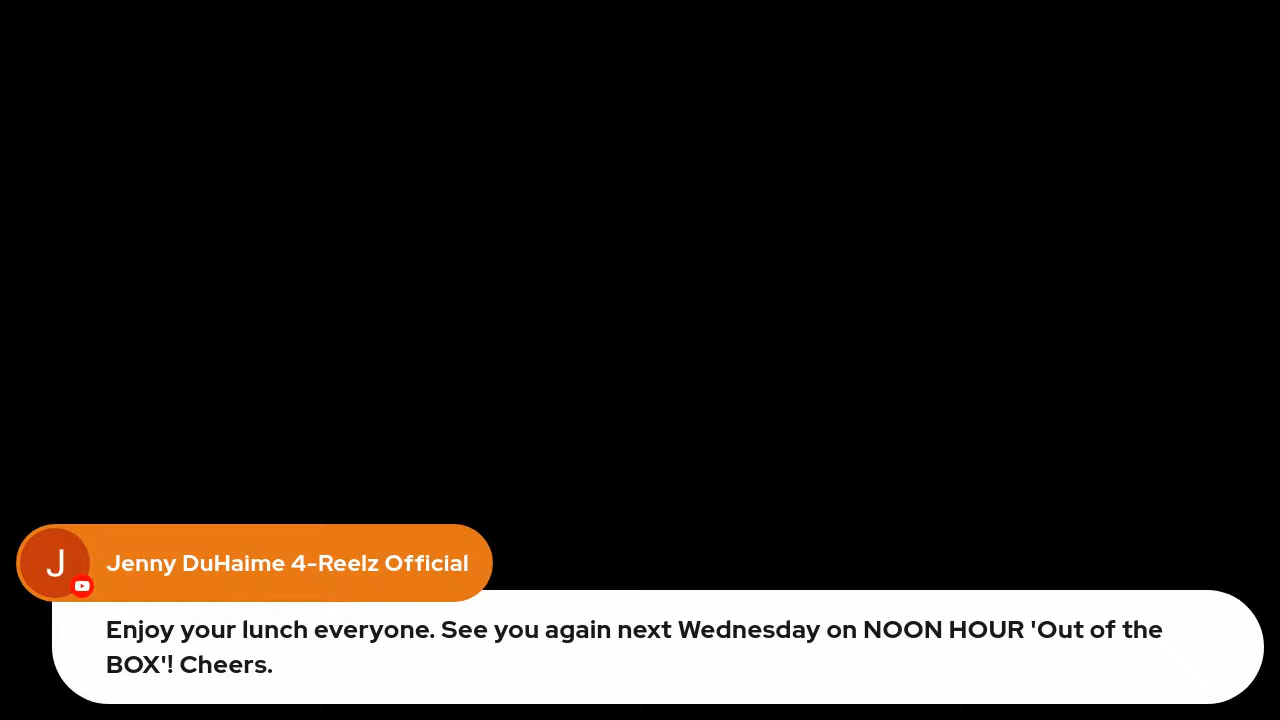 J
Jenny DuHaime 4-Reelz Official
Enjoy your lunch everyone. See you again next Wednesday on NOON HOUR 'Out of the
BOX'! Cheers.